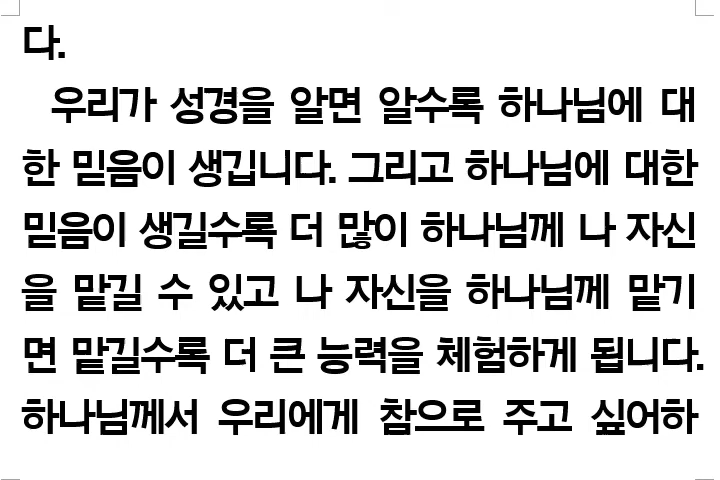 다.
우리가 성경을 알면 알수록 하나님에 대
한 믿음이 생깁니다. 그리고 하나님에 대한
믿음이 생길수록 더 많이 하나님께 나 자신
을 맡길 수 있고 나 자신을 하나님께 맡기
면 맡길수록 더 큰 능력을 체험하게 됩니다.
하나님께서 우리에게 참으로 주고 싶어하